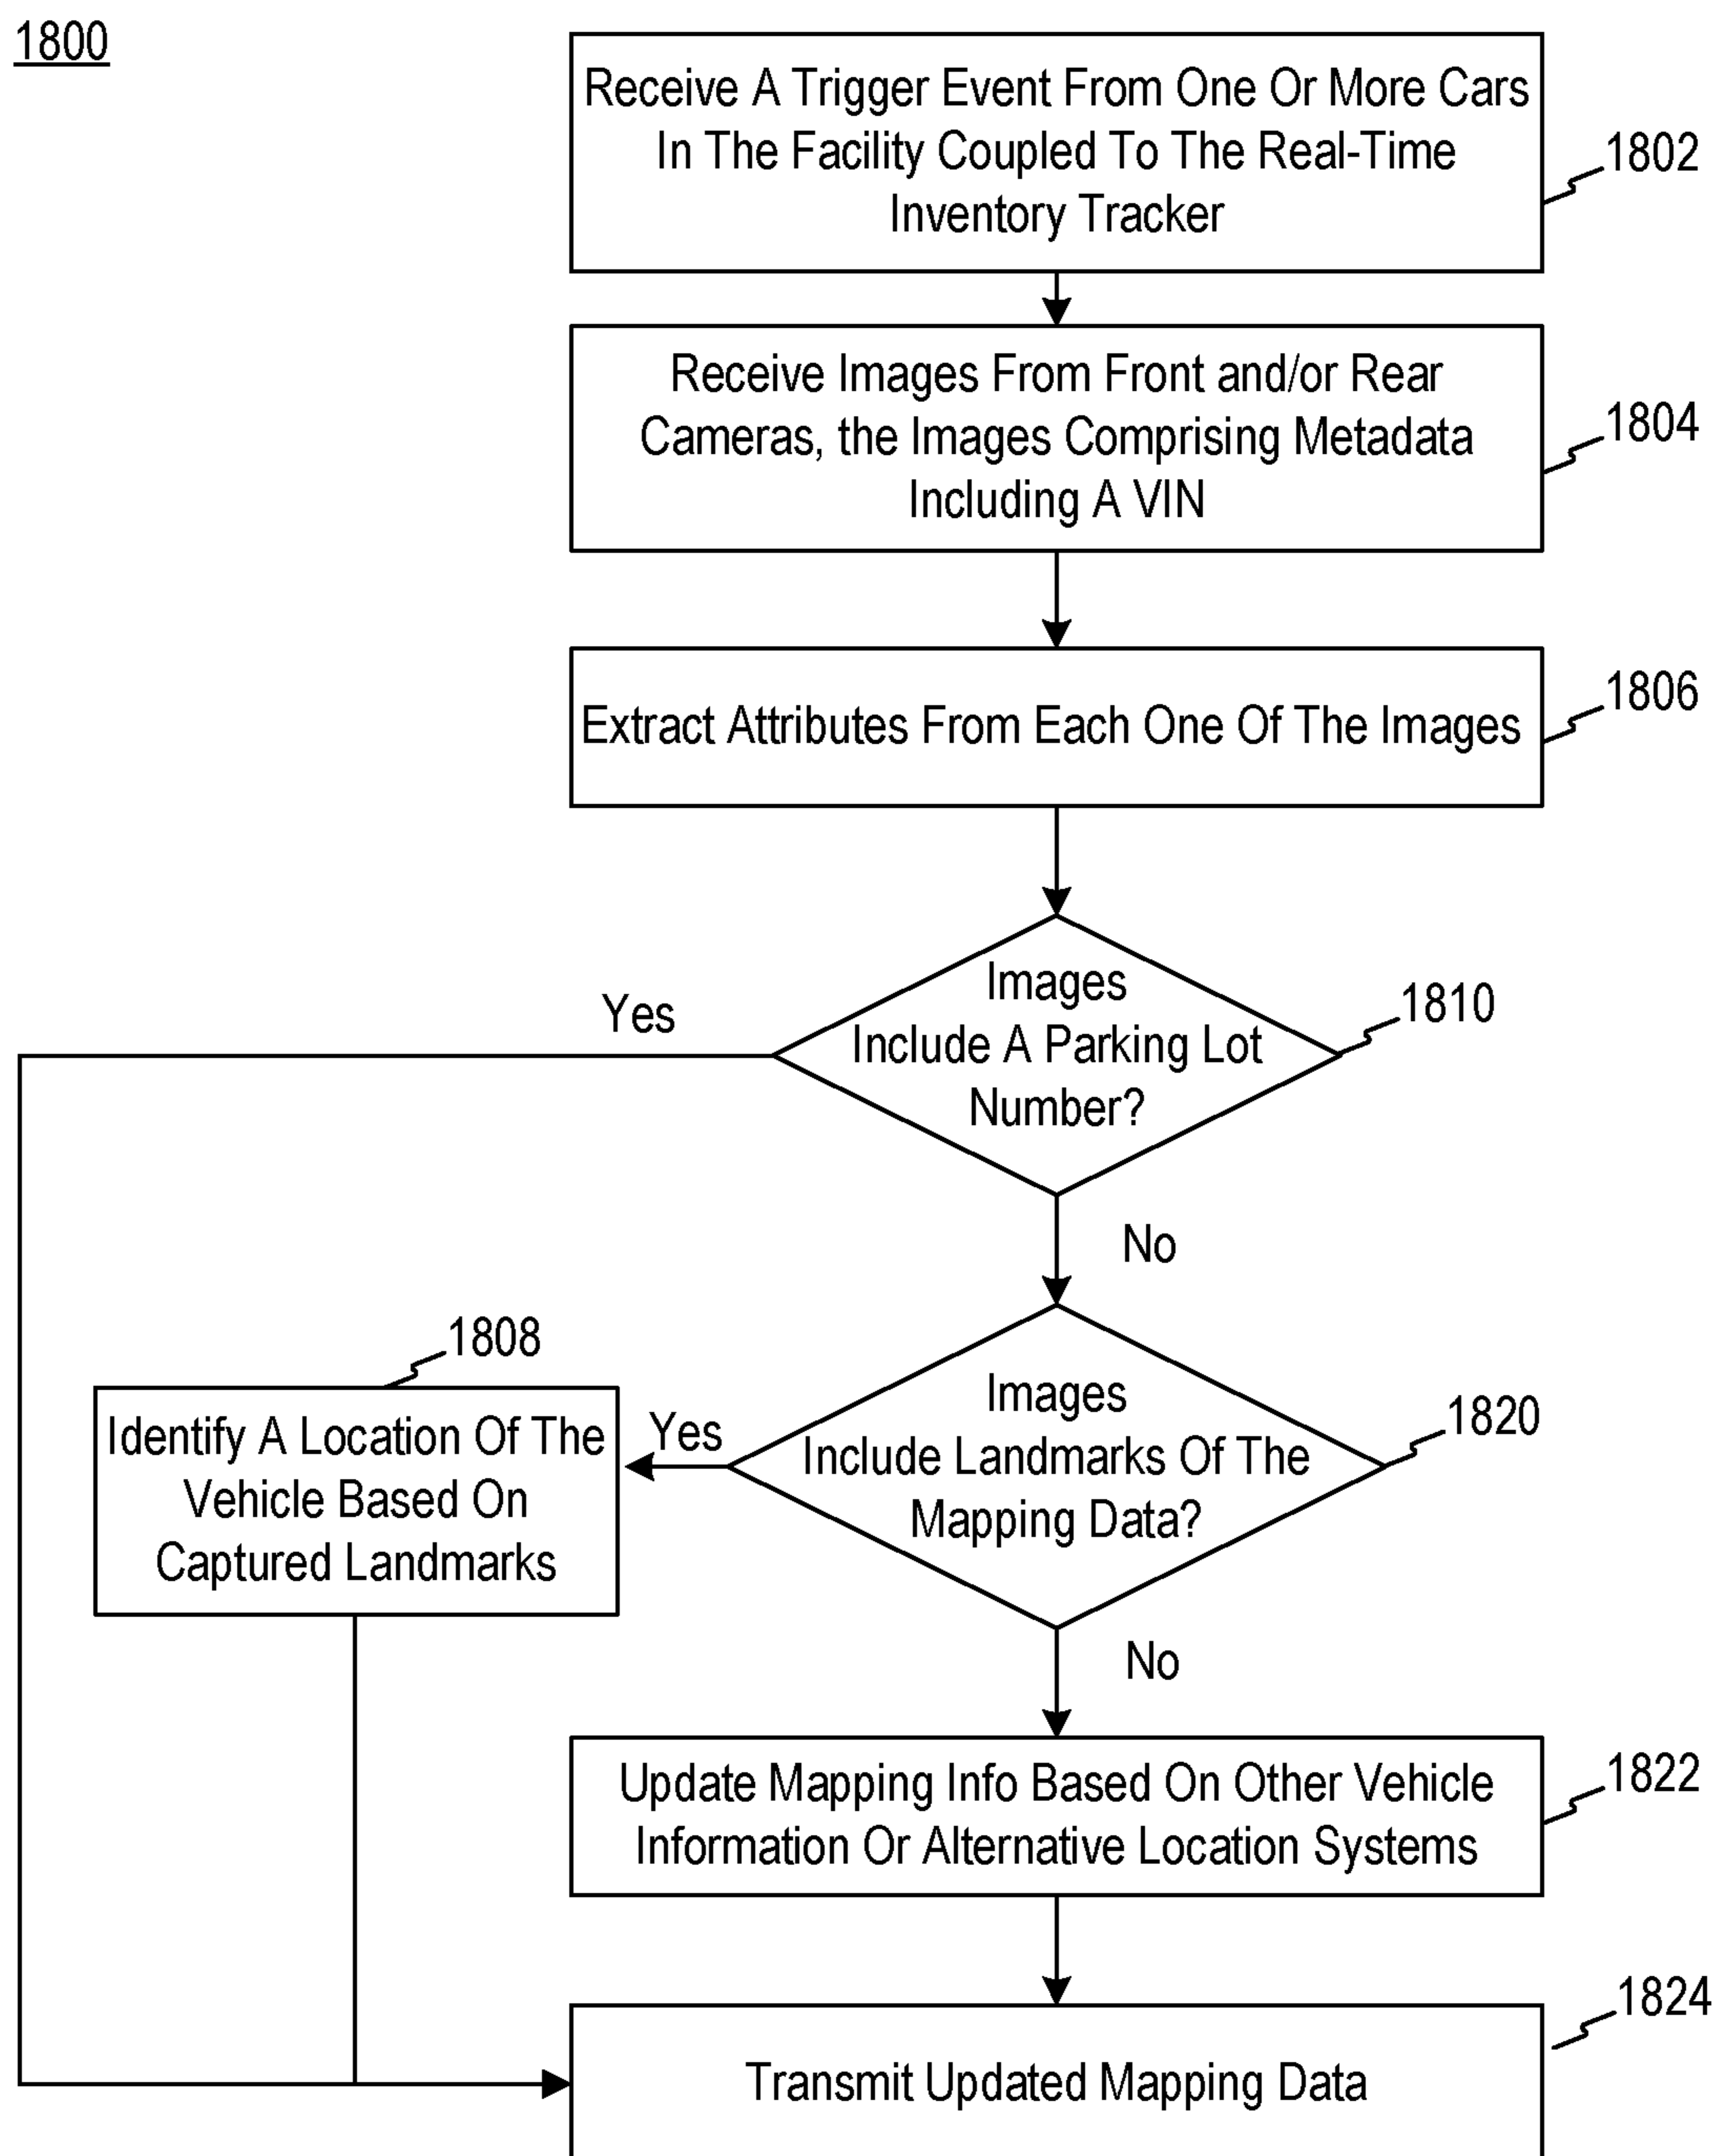 1800
Receive A Trigger Event From One Or More Cars
In The Facility Coupled To The Real-Time
Inventory Tracker
1802
Receive Images From Front and/or Rear
Cameras, the Images Comprising Metadata
Including A VIN
1804
Extract Attributes From Each One Of The Images
1806
Images
Include A Parking Lot
Number?
1810
Yes
No
Images
Include Landmarks Of The
Mapping Data?
1820
Yes
1808
Identify A Location Of The
Vehicle Based On
Captured Landmarks
No
Update Mapping Info Based On Other Vehicle
Information Or Alternative Location Systems
1822
Transmit Updated Mapping Data
1824